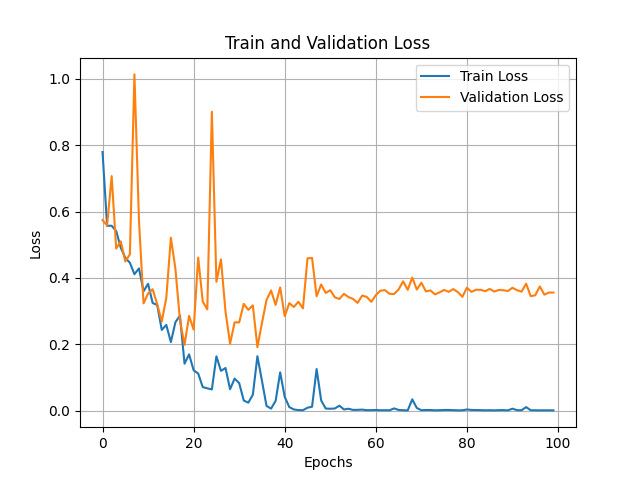 Train and Validation Loss
Train Loss
Validation Loss
Loss
1.0
0.8
0.6
0.4
0.2
0.0
0 20 40 60 80 100
Epochs